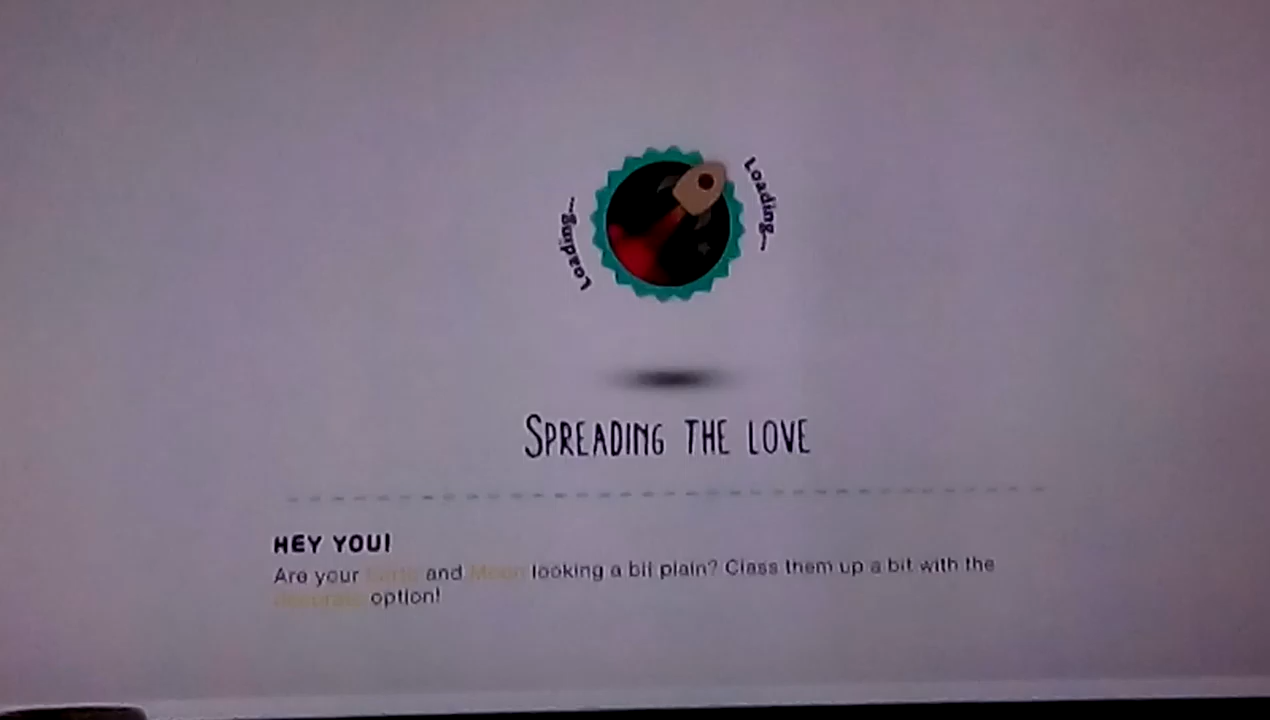 Loading...
Loading...
SPREADING THE LOVE
HEY YOU!
Are your and Moon looking a bit plain? Class them up a bit with the
option!